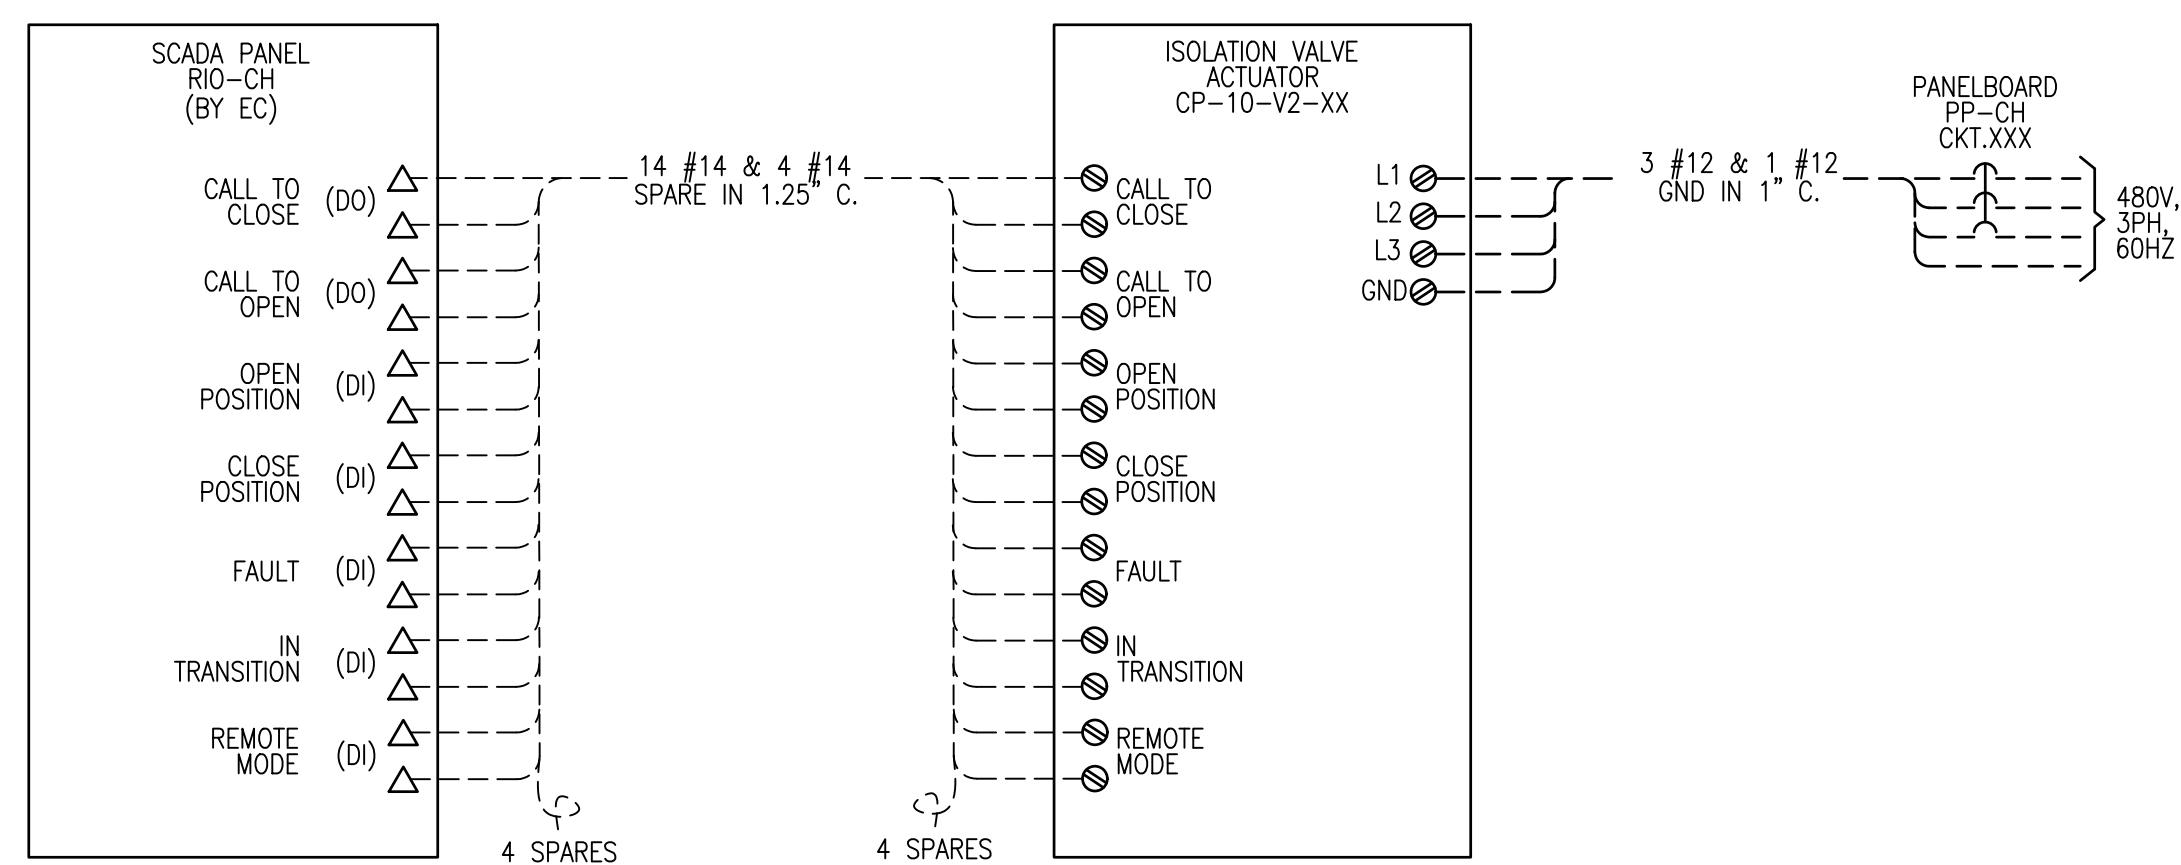 SCADA PANEL
RIO-CH
(BY EC)
CALL TO
CLOSE
(DO)
CALL TO
OPEN
(DO)
OPEN
POSITION
(DI)
CLOSE
POSITION
(DI)
FAULT
(DI)
IN
TRANSITION
(DI)
REMOTE
MODE
(DI)
14 #14 & 4 #14
SPARE IN 1.25" C.
4 SPARES
4 SPARES
ISOLATION VALVE
ACTUATOR
CP-10-V2-XX
CALL TO
CLOSE
CALL TO
OPEN
OPEN
POSITION
CLOSE
POSITION
FAULT
IN
TRANSITION
REMOTE
MODE
L1
L2
L3
GND
3 #12 & 1 #12
GND IN 1" C.
PANELBOARD
PP-CH
CKT.XXX
480V,
3PH,
60HZ